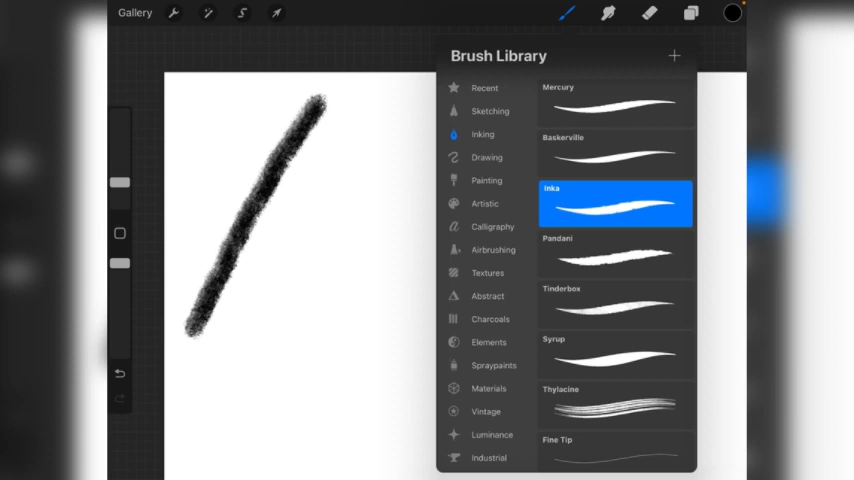 Gallery
Brush Library
Recent
Sketching
Inking
Drawing
Painting
Artistic
Calligraphy
Airbrushing
Textures
Abstract
Charcoals
Elements
Spraypaints
Materials
Vintage
Luminance
Industrial
Mercury
Baskerville
Inka
Pandani
Tinderbox
Syrup
Thylacine
Fine Tip